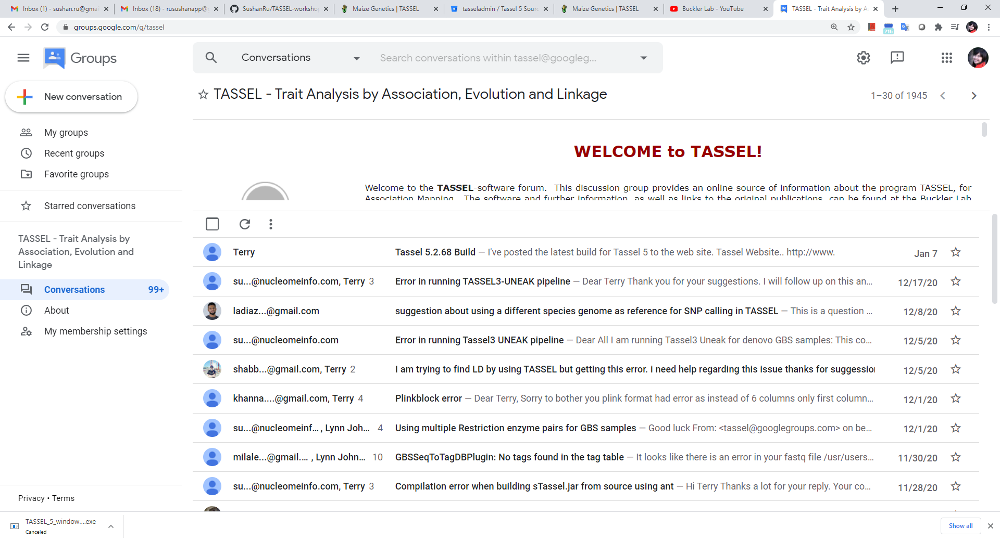 Inbox (1) - sushan.ru@gmai
Inbox (18) - rusushanapp@g
SushanRu/TASSEL-workshop
Maize Genetics | TASSEL
tasseladmin / Tassel 5 Sourc
Maize Genetics | TASSEL
Buckler Lab - YouTube
TASSEL - Trait Analysis by A
groups.google.com/g/tassel
21h
Groups
Conversations
Search conversations within tassel@googleg...
New conversation
TASSEL - Trait Analysis by Association, Evolution and Linkage
1–30 of 1945
My groups
Recent groups
Favorite groups
Starred conversations
TASSEL - Trait Analysis by
Association, Evolution and
Linkage
Conversations 99+
About
My membership settings
Privacy • Terms
WELCOME to TASSEL!
Welcome to the TASSEL-software forum. This discussion group provides an online source of information about the program TASSEL, for
Association Mapping. The software and further information, as well as links to the original publications, can be found at the Buckler Lab
Terry Tassel 5.2.68 Build — I've posted the latest build for Tassel 5 to the web site. Tassel Website.. http://www. Jan 7
su...@nucleomeinfo.com, Terry 3 Error in running TASSEL3-UNEAK pipeline — Dear Terry Thank you for your suggestions. I will follow up on this an... 12/17/20
ladiaz...@gmail.com suggestion about using a different species genome as reference for SNP calling in TASSEL — This is a question ... 12/8/20
su...@nucleomeinfo.com Error in running Tassel3 UNEAK pipeline — Dear All I am running Tassel3 Uneak for denovo GBS samples: This co... 12/5/20
shabb...@gmail.com, Terry 2 I am trying to find LD by using TASSEL but getting this error. i need help regarding this issue thanks for suggession 12/5/20
khanna....@gmail.com, Terry 4 Plinkblock error — Dear Terry, Sorry to bother you plink format had error as instead of 6 columns only first column... 12/1/20
su...@nucleomeinf... , Lynn Joh... 4 Using multiple Restriction enzyme pairs for GBS samples — Good luck From: <tassel@googlegroups.com> on be... 12/1/20
milale...@gmail.... , Lynn John... 10 GBSSeqToTagDBPlugin: No tags found in the tag table — It looks like there is an error in your fastq file /usr/users... 11/30/20
su...@nucleomeinfo.com, Terry 3 Compilation error when building sTassel.jar from source using ant — Hi Terry Thanks a lot for your reply. Your co... 11/28/20
TASSEL_5_window....exe
Canceled
Show all